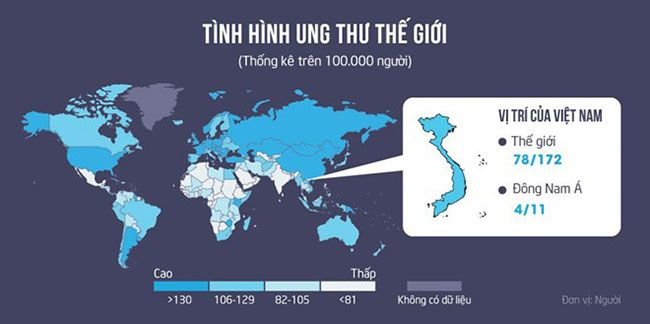 TÌNH HÌNH UNG THƯ THẾ GIỚI
(Thống kê trên 100.000 người)
VỊ TRÍ CỦA VIỆT NAM
Thế giới
78/172
Đông Nam Á
4/11
Cao
Thấp
>130
106-129
82-105
<81
Không có dữ liệu
Đơn vị: Người